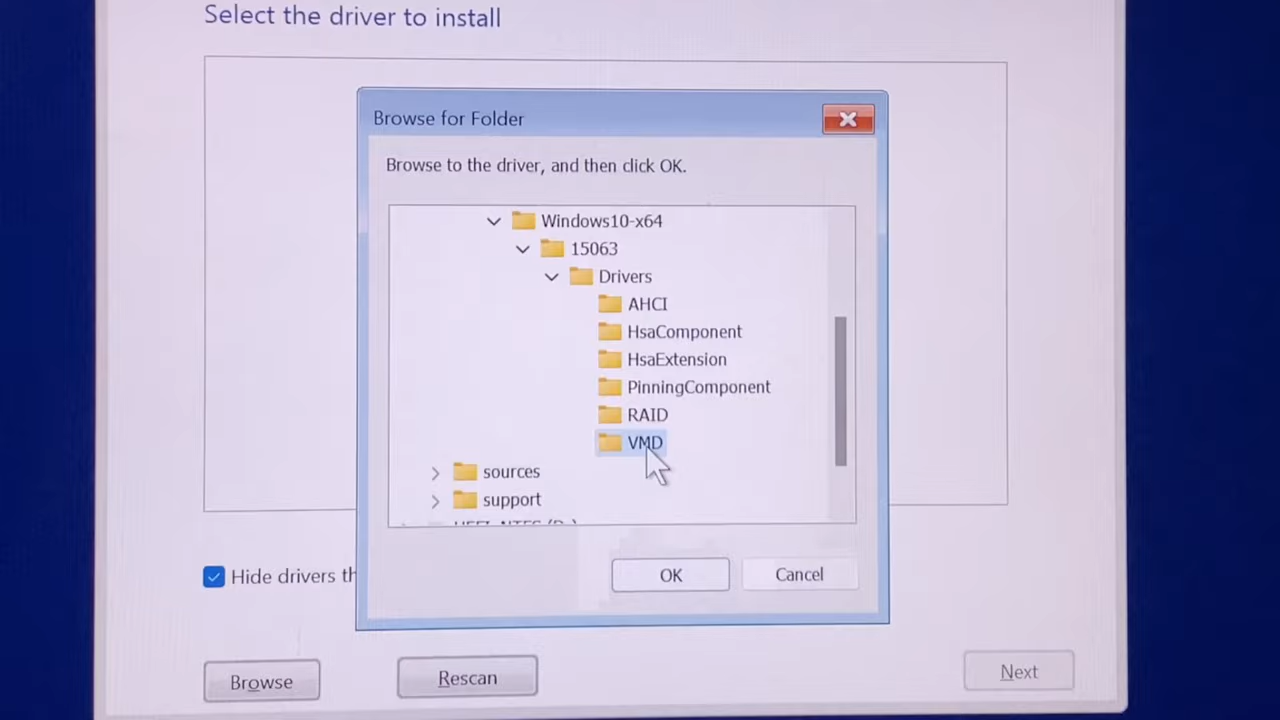 Select the driver to install
Browse for Folder
Browse to the driver, and then click OK.
Windows10-x64
15063
Drivers
AHCI
HsaComponent
HsaExtension
PinningComponent
RAID
VMD
sources
support
OK
Cancel
Hide drivers th
Browse
Rescan
Next